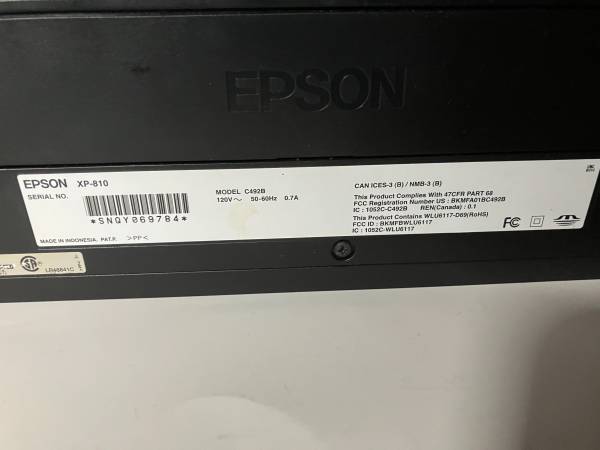 EPSON
EPSON XP-810
SERIAL NO.
*SNQY069784*
MODEL C492B
120V~ 50-60Hz 0.7A
MADE IN INDONESIA, PAT.P. >PP<
CAN ICES-3 (B) / NMB-3 (B)
This Product Complies With 47CFR PART 68
FCC Registration Number US : BKMFA01BC492B
IC : 1052C-C492B REN(Canada) : 0.1
This Product Contains WLU6117-D69(RoHS)
FCC ID : BKMFBWLU6117
IC : 1052C-WLU6117
FC
LR48641C